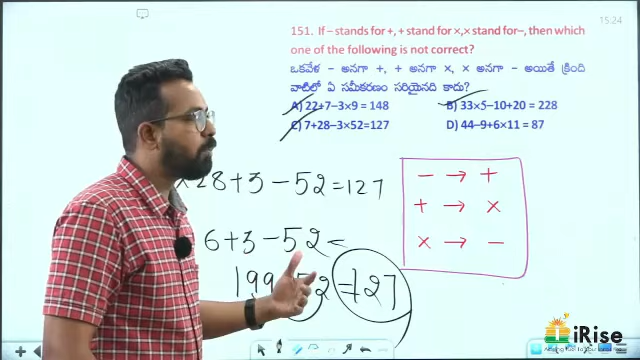 15:24
151. If – stands for +, + stand for ×,× stand for–, then which
one of the following is not correct?
ఒకవేళ - అనగా +, + అనగా ×, × అనగా - అయితే క్రింది
వాటిలో ఏ సమీకరణం సరియైనది కాదు?
A) 22+7–3×9 = 148 B) 33×5–10+20 = 228
C) 7+28–3×52=127 D) 44–9+6×11 = 87
×28+3-52=127
6+3-52
199 52=127
- → +
+ → ×
× → -
iRise